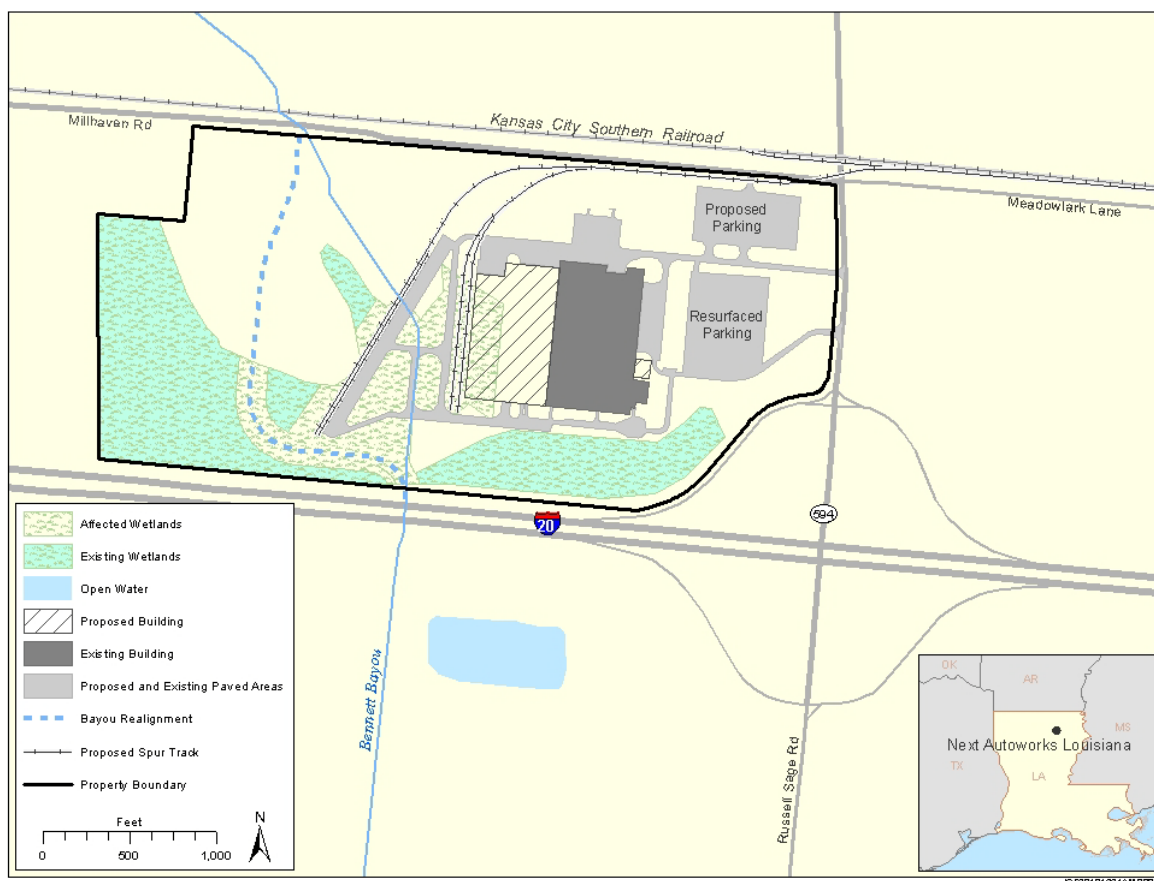 Millhaven Rd
Kansas City Southern Railroad
Meadowlark Lane
Proposed
Parking
Resurfaced
Parking
20
594
Bennett Bayou
Russell Sage Rd
Affected Wetlands
Existing Wetlands
Open Water
Proposed Building
Existing Building
Proposed and Existing Paved Areas
Bayou Realignment
Proposed Spur Track
Property Boundary
Feet
0 500 1,000
N
OK
AR
MS
Next Autoworks Louisiana
TX
LA